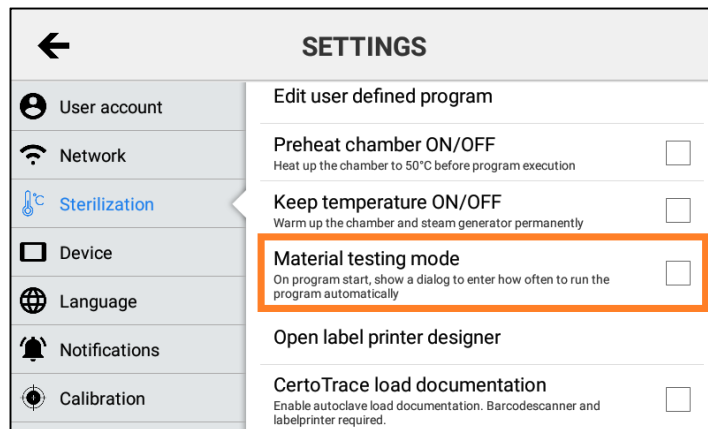 SETTINGS
User account
Network
°C
Sterilization
Device
Language
Notifications
Calibration
Edit user defined program
Preheat chamber ON/OFF
Heat up the chamber to 50°C before program execution
Keep temperature ON/OFF
Warm up the chamber and steam generator permanently
Material testing mode
On program start, show a dialog to enter how often to run the
program automatically
Open label printer designer
CertoTrace load documentation
Enable autoclave load documentation. Barcodescanner and
labelprinter required.